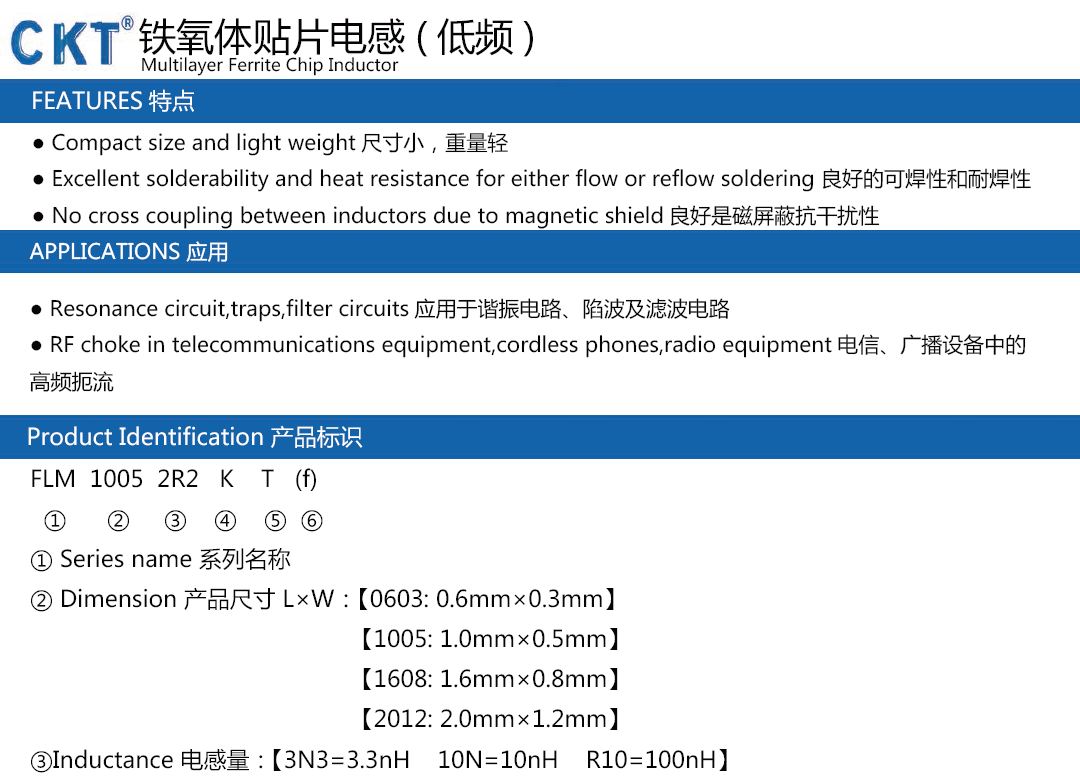 CKT® 铁氧体贴片电感（低频）
Multilayer Ferrite Chip Inductor
FEATURES 特点
● Compact size and light weight 尺寸小，重量轻
● Excellent solderability and heat resistance for either flow or reflow soldering 良好的可焊性和耐焊性
● No cross coupling between inductors due to magnetic shield 良好是磁屏蔽抗干扰性
APPLICATIONS 应用
● Resonance circuit,traps,filter circuits 应用于谐振电路、陷波及滤波电路
● RF choke in telecommunications equipment,cordless phones,radio equipment 电信、广播设备中的
高频扼流
Product Identification 产品标识
FLM 1005 2R2 K T (f)
① ② ③ ④ ⑤ ⑥
① Series name 系列名称
② Dimension 产品尺寸 L×W：【0603: 0.6mm×0.3mm】
【1005: 1.0mm×0.5mm】
【1608: 1.6mm×0.8mm】
【2012: 2.0mm×1.2mm】
③Inductance 电感量：【3N3=3.3nH 10N=10nH R10=100nH】